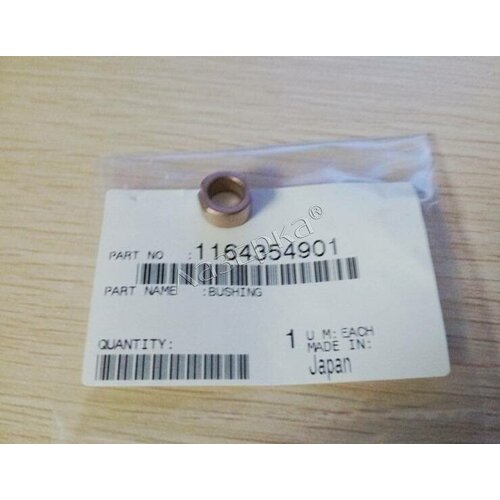 PART NO :1164354901
PART NAME :BUSHING
QUANTITY: 1 U M: EACH
MADE IN:
Japan